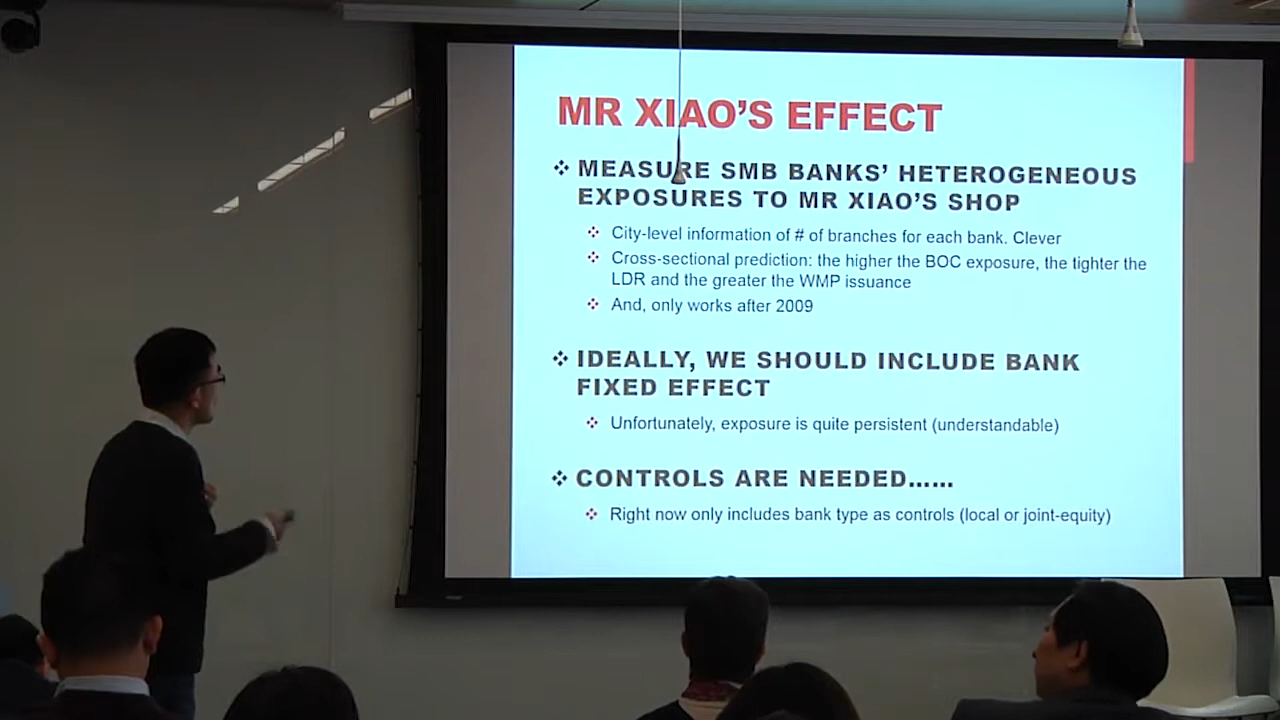 MR XIAO'S EFFECT
❖ MEASURE SMB BANKS' HETEROGENEOUS
EXPOSURES TO MR XIAO'S SHOP
❖ City-level information of # of branches for each bank. Clever
❖ Cross-sectional prediction: the higher the BOC exposure, the tighter the
LDR and the greater the WMP issuance
❖ And, only works after 2009
❖ IDEALLY, WE SHOULD INCLUDE BANK
FIXED EFFECT
❖ Unfortunately, exposure is quite persistent (understandable)
❖ CONTROLS ARE NEEDED......
❖ Right now only includes bank type as controls (local or joint-equity)